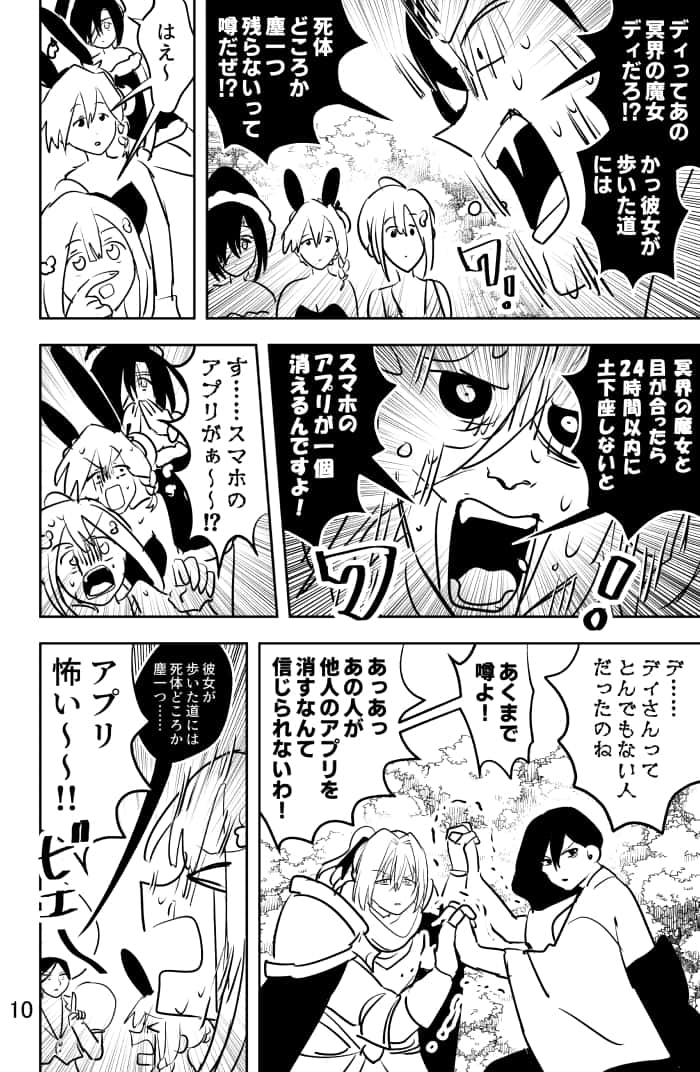 ディってあの
冥界の魔女
ディだろ!?
かっ彼女が
歩いた道
には
死体
どころか
塵一つ
残らないって
噂だぜ!?
ワ!
はえ〜
冥界の魔女と
目が合ったら
24時間以内に
土下座しないと
スマホの
アプリが一個
消えるんですよ!
ワ!
す……スマホの
アプリがぁ〜〜!?
デ……
ディさんって
とんでもない人
だったのね
あくまで
噂よ!
あっあっ
あの人が
他人のアプリを
消すなんて
信じられないわ!
彼女が
歩いた道には
死体どころか
塵一つ……
アプリ
怖い〜〜!!
ビェー
10